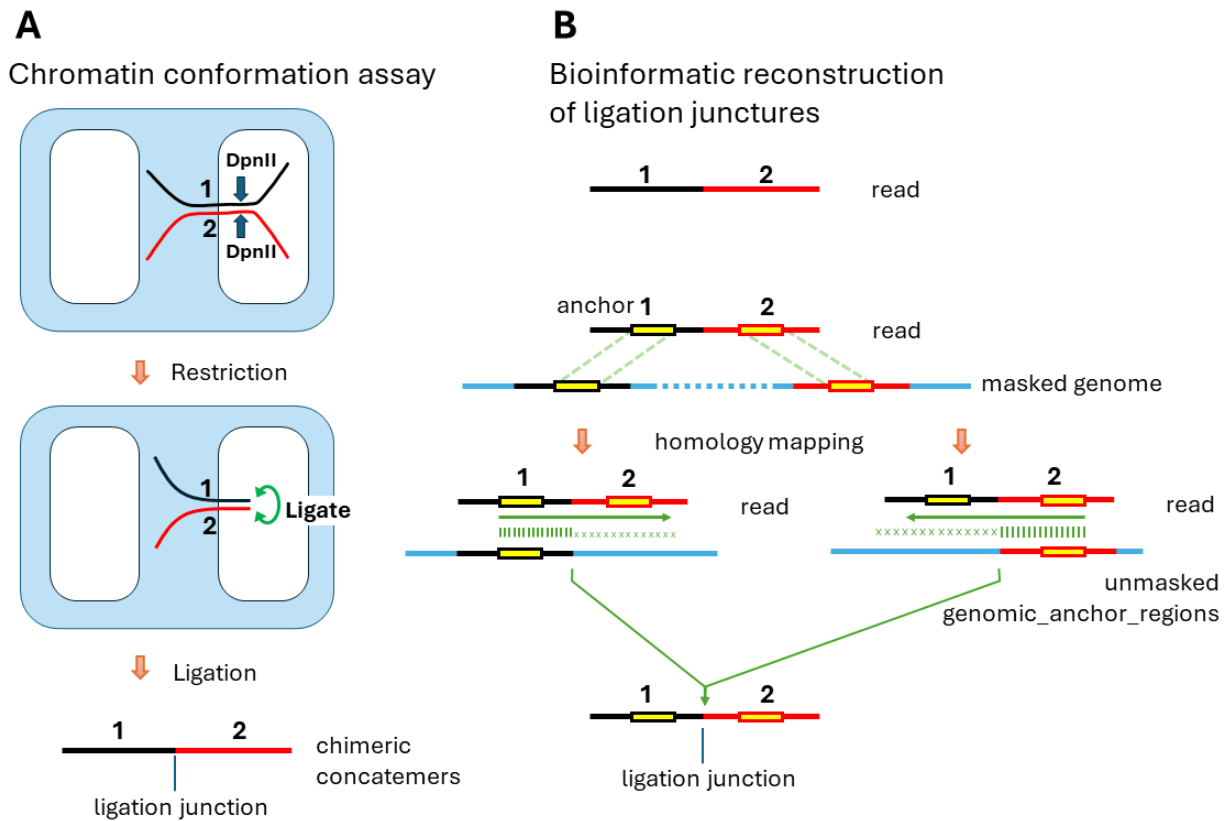 A
Chromatin conformation assay
DpnII
1
2
DpnII
Restriction
1
2
Ligate
Ligation
1 2
chimeric
concatemers
ligation junction
B
Bioinformatic reconstruction
of ligation junctures
1 2
read
anchor 1 2
read
masked genome
homology mapping
1 2
read
xxxxxxxxxxxxxx
1 2
read
xxxxxxxxxxxxxxx
unmasked
genomic_anchor_regions
1 2
ligation junction